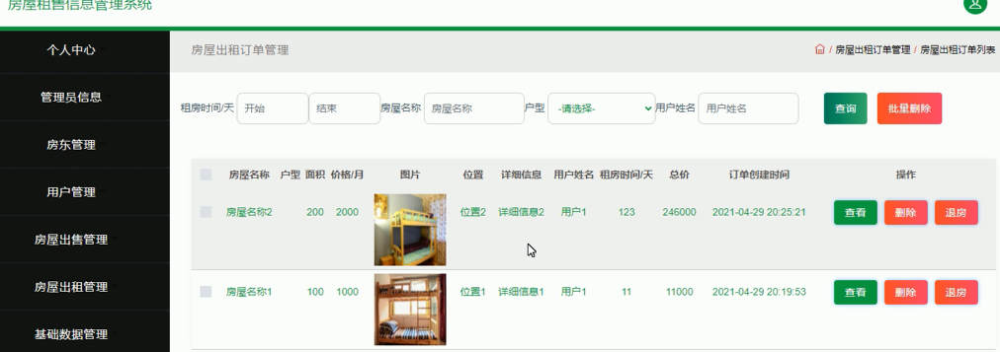 房屋租售信息管理系统
个人中心
管理员信息
房东管理
用户管理
房屋出售管理
房屋出租管理
基础数据管理
房屋出租订单管理
/ 房屋出租订单管理 / 房屋出租订单列表
租房时间/天 开始 结束 房屋名称 房屋名称 户型 -请选择- 用户姓名 用户姓名 查询 批量删除
房屋名称 户型 面积 价格/月 图片 位置 详细信息 用户姓名 租房时间/天 总价 订单创建时间 操作
房屋名称2 200 2000 位置2 详细信息2 用户1 123 246000 2021-04-29 20:25:21 查看 删除 退房
房屋名称1 100 1000 位置1 详细信息1 用户1 11 11000 2021-04-29 20:19:53 查看 删除 退房